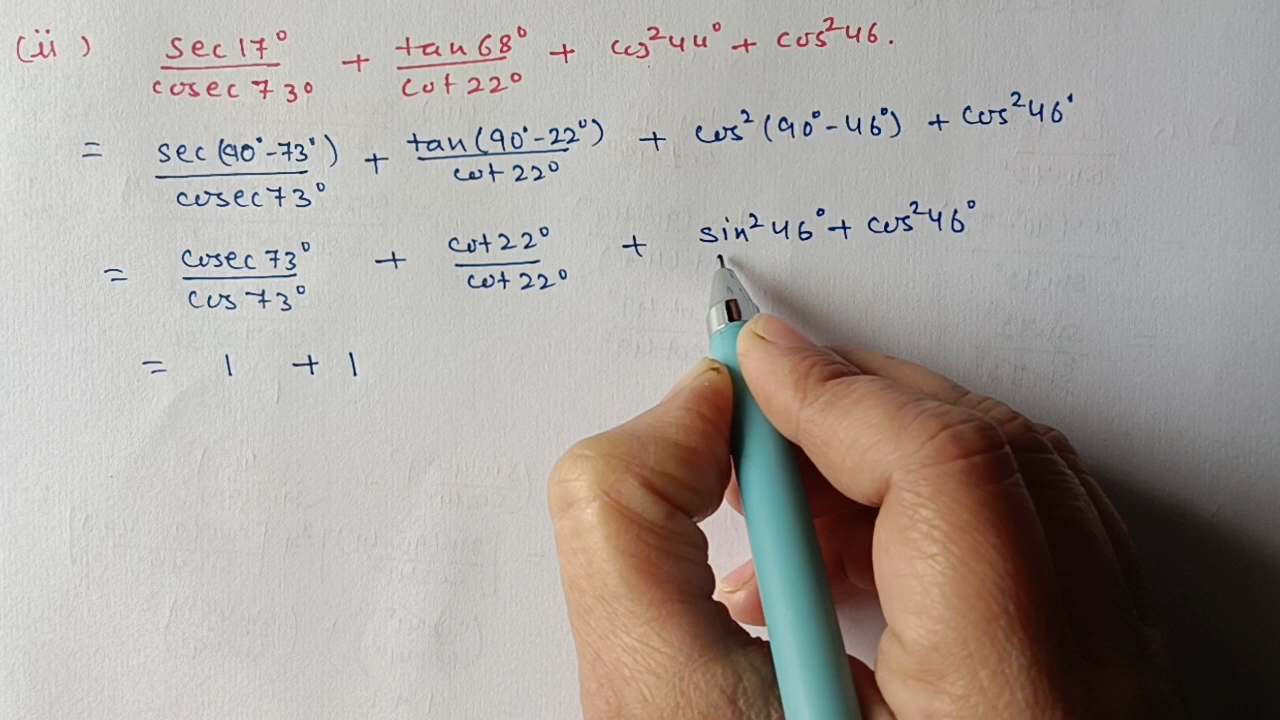 (ii) sec17°/cosec73° + tan68°/cot22° + cos²44° + cos²46.
= sec(90°-73°)/cosec73° + tan(90°-22°)/cot22° + cos²(90°-46°) + cos²46°
= cosec73°/cos73° + cot22°/cot22° + sin²46° + cos²46°
= 1 + 1